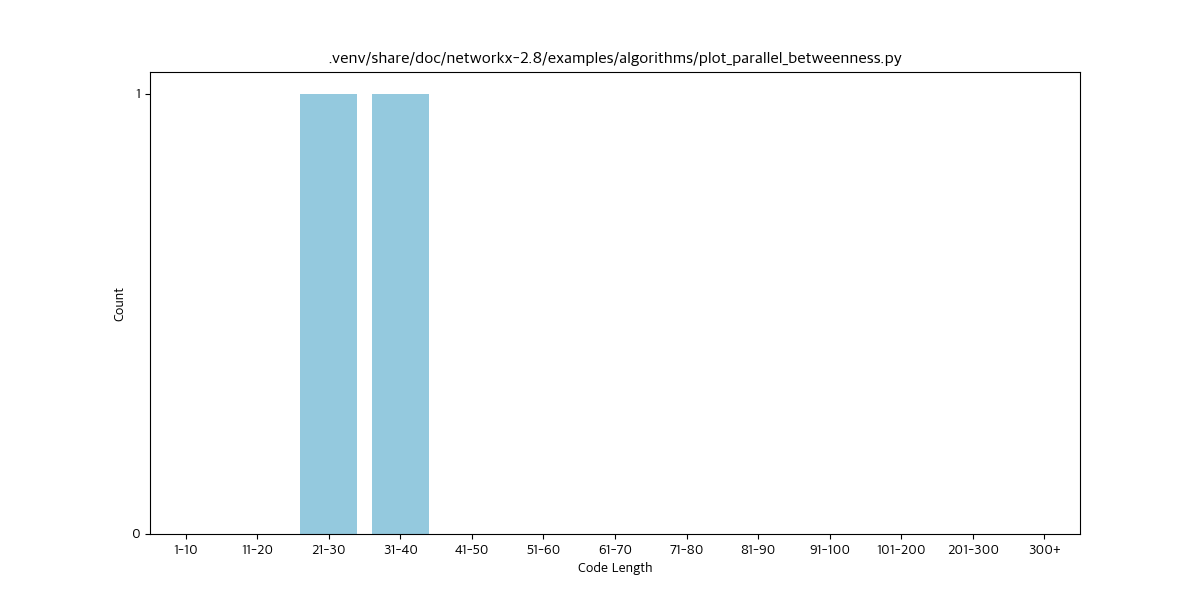 .venv/share/doc/networkx-2.8/examples/algorithms/plot_parallel_betweenness.py
1
Count
0
1-10 11-20 21-30 31-40 41-50 51-60 61-70 71-80 81-90 91-100 101-200 201-300 300+
Code Length